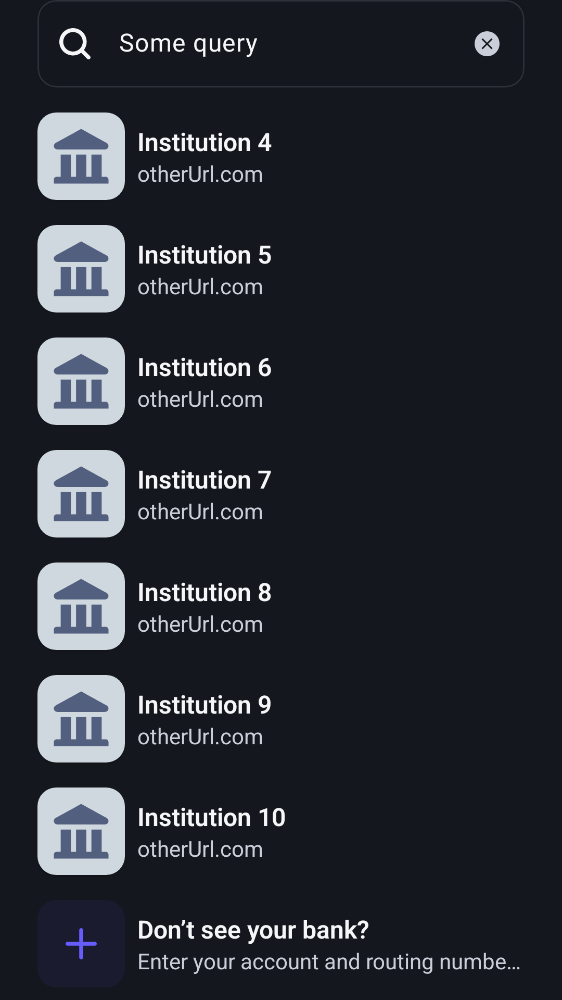 Some query
Institution 4
otherUrl.com
Institution 5
otherUrl.com
Institution 6
otherUrl.com
Institution 7
otherUrl.com
Institution 8
otherUrl.com
Institution 9
otherUrl.com
Institution 10
otherUrl.com
Don’t see your bank?
Enter your account and routing numbe…